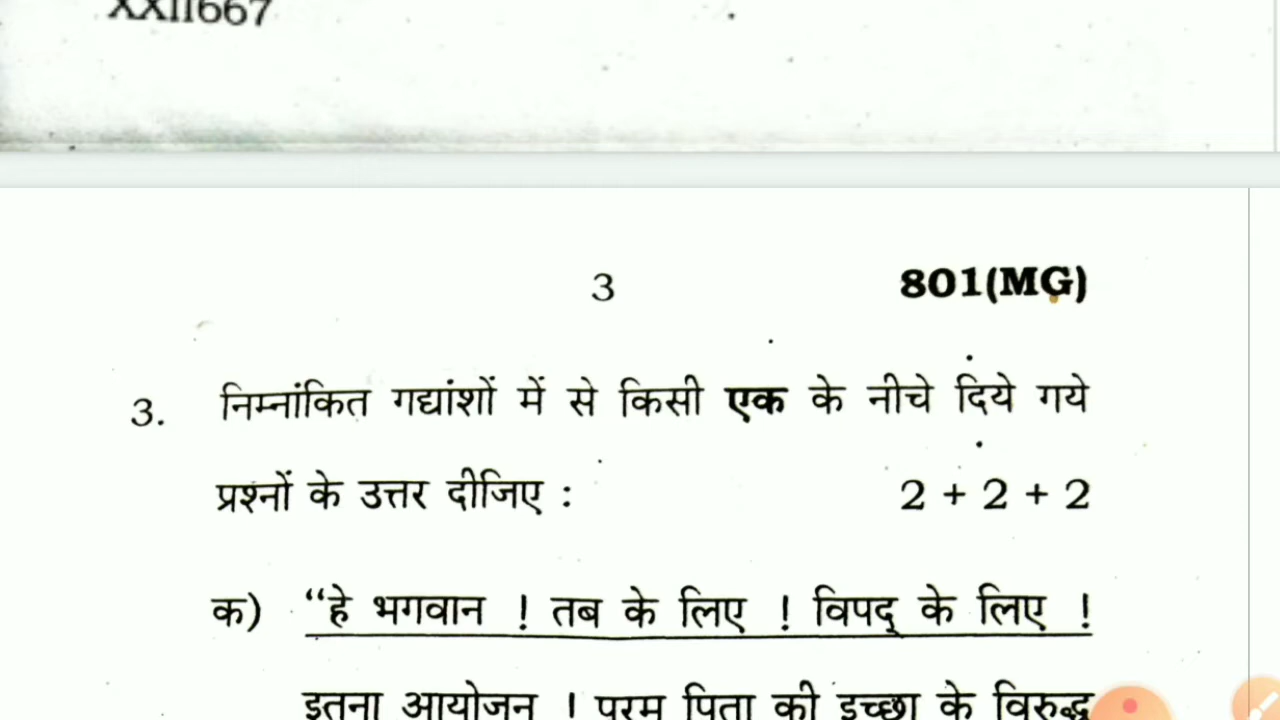 XXII667
3
801(MG)
3. निम्नांकित गद्यांशों में से किसी एक के नीचे दिये गये
प्रश्नों के उत्तर दीजिए : 2 + 2 + 2
क) “हे भगवान ! तब के लिए ! विपद् के लिए !
इतना आयोजन ! परम पिता की इच्छा के विरुद्ध